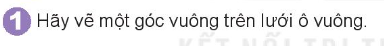 1 Hãy vẽ một góc vuông trên lưới ô vuông.